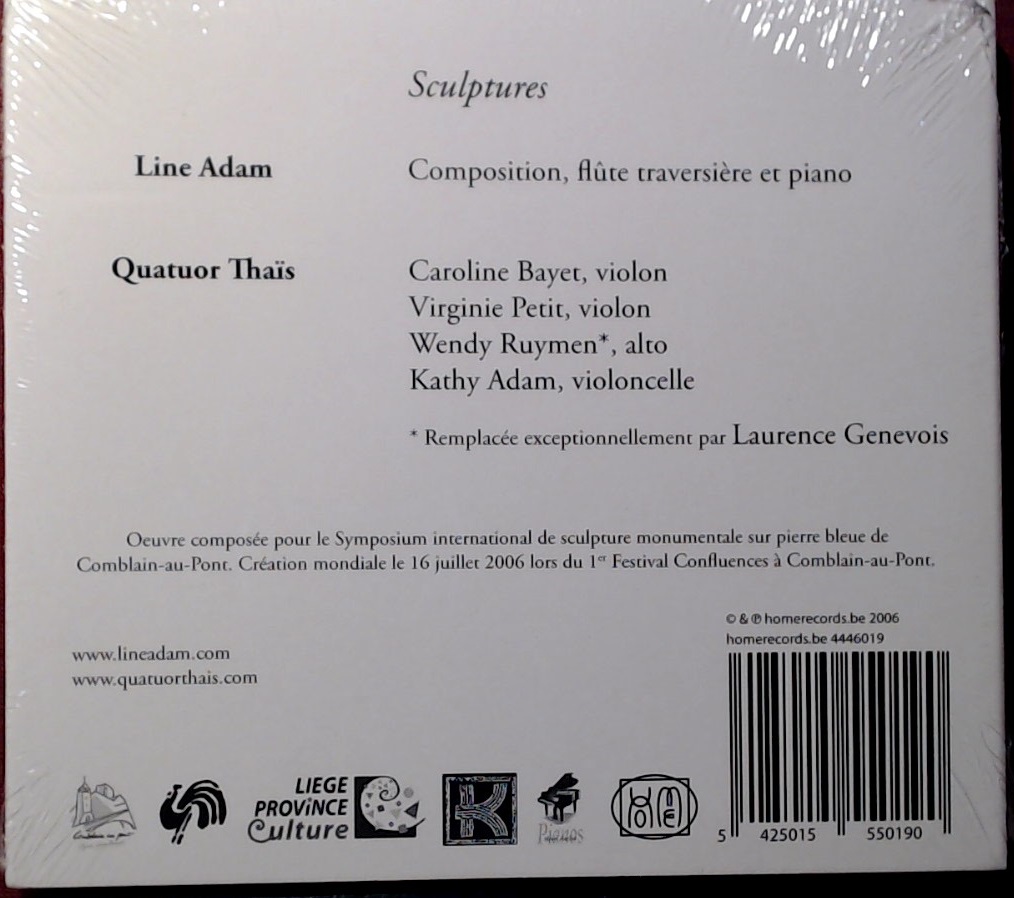 Sculptures
Line Adam
Composition, flûte traversière et piano
Quatuor Thaïs
Caroline Bayet, violon
Virginie Petit, violon
Wendy Ruymen*, alto
Kathy Adam, violoncelle
* Remplacée exceptionnellement par Laurence Genevois
Oeuvre composée pour le Symposium international de sculpture monumentale sur pierre bleue de
Comblain-au-Pont. Création mondiale le 16 juillet 2006 lors du 1er Festival Confluences à Comblain-au-Pont.
© & ℗ homerecords.be 2006
homerecords.be 4446019
www.lineadam.com
www.quatuorthais.com
LIEGE
PROViNCE
Culture
K
Pianos
HOME
5 425015 550190